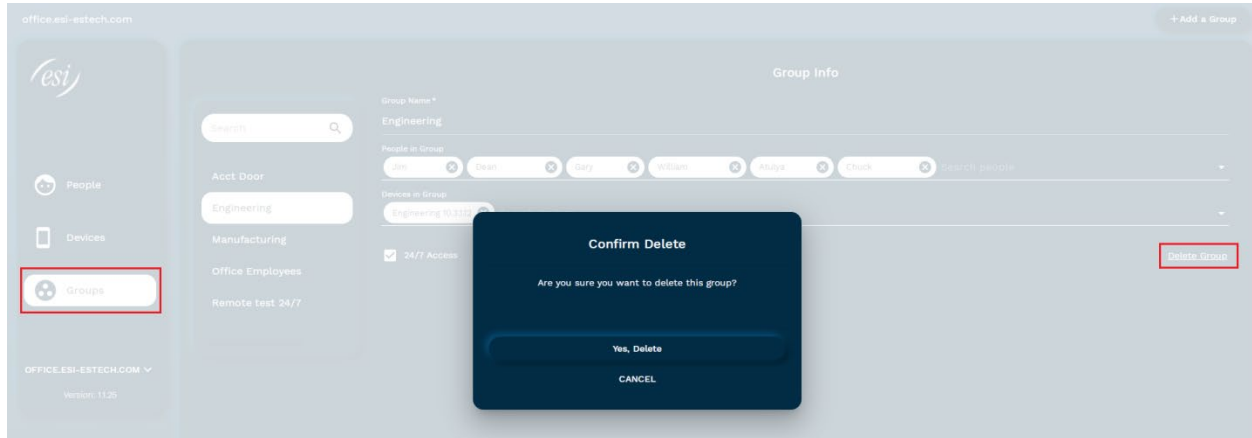 office.esi-estech.com
+ Add a Group
esi
People
Devices
Groups
OFFICE.ESI-ESTECH.COM
Version: 1.1.25
Search
Acct Door
Engineering
Manufacturing
Office Employees
Remote test 24/7
Group Info
Group Name*
Engineering
People in Group
Jim Dean Gary William Chuck Search people
Devices in Group
Engineering
24/7 Access
Delete Group
Confirm Delete
Are you sure you want to delete this group?
Yes, Delete
CANCEL